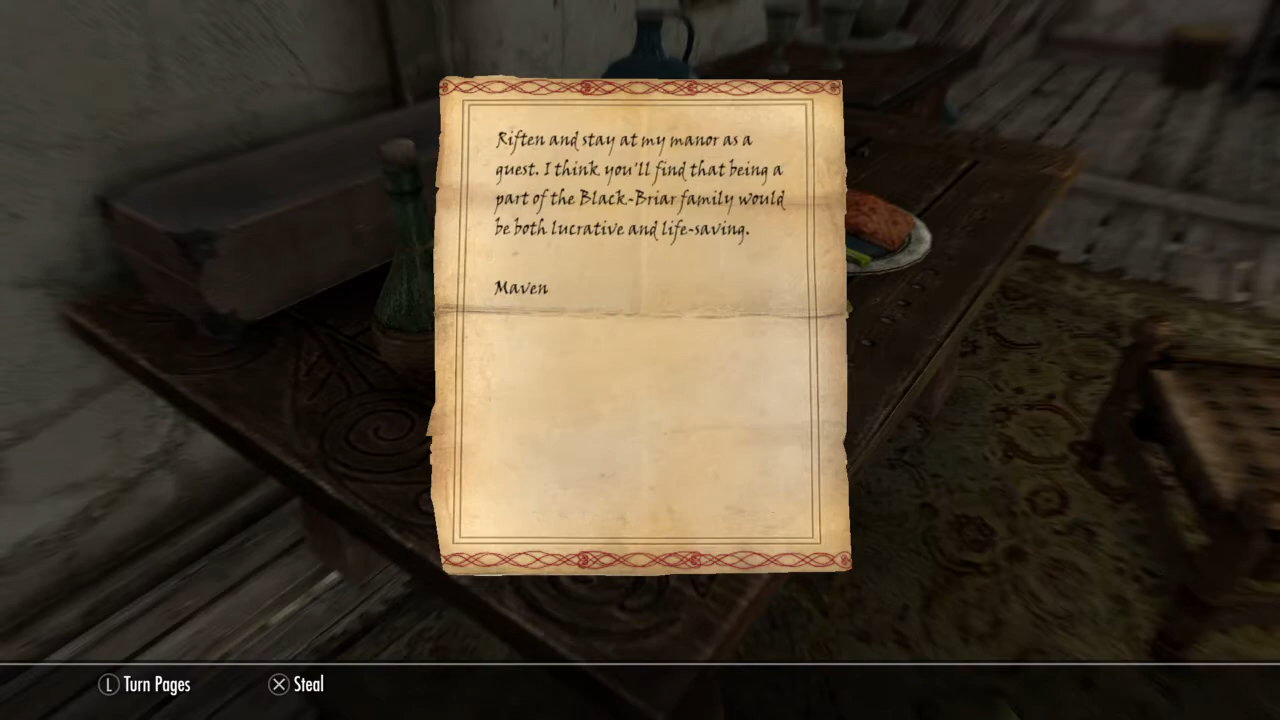 Riften and stay at my manor as a
guest. I think you'll find that being a
part of the Black-Briar family would
be both lucrative and life-saving.
Maven
L Turn Pages
X Steal